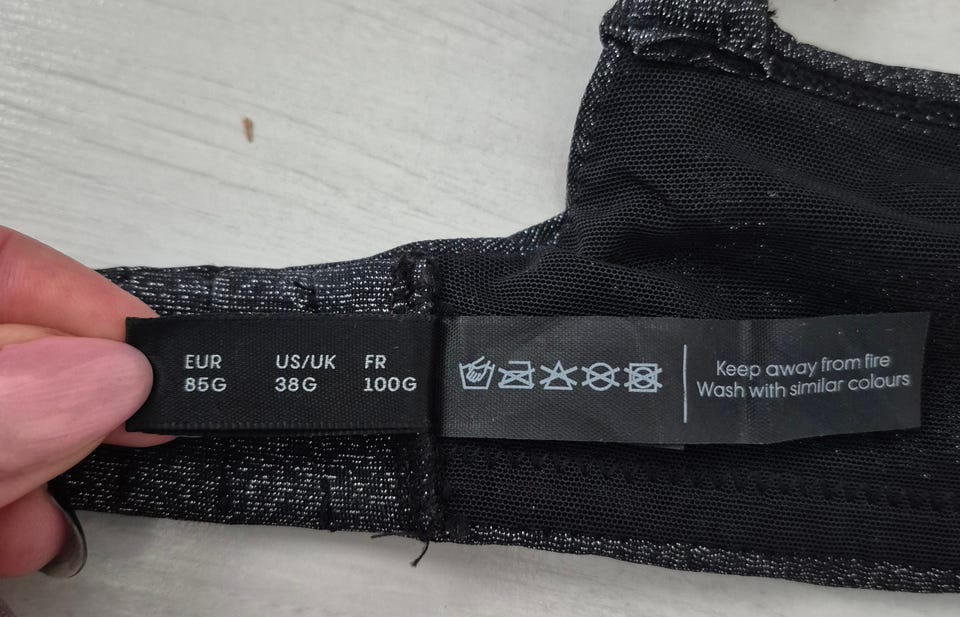 EUR US/UK FR
85G 38G 100G
Keep away from fire
Wash with similar colours